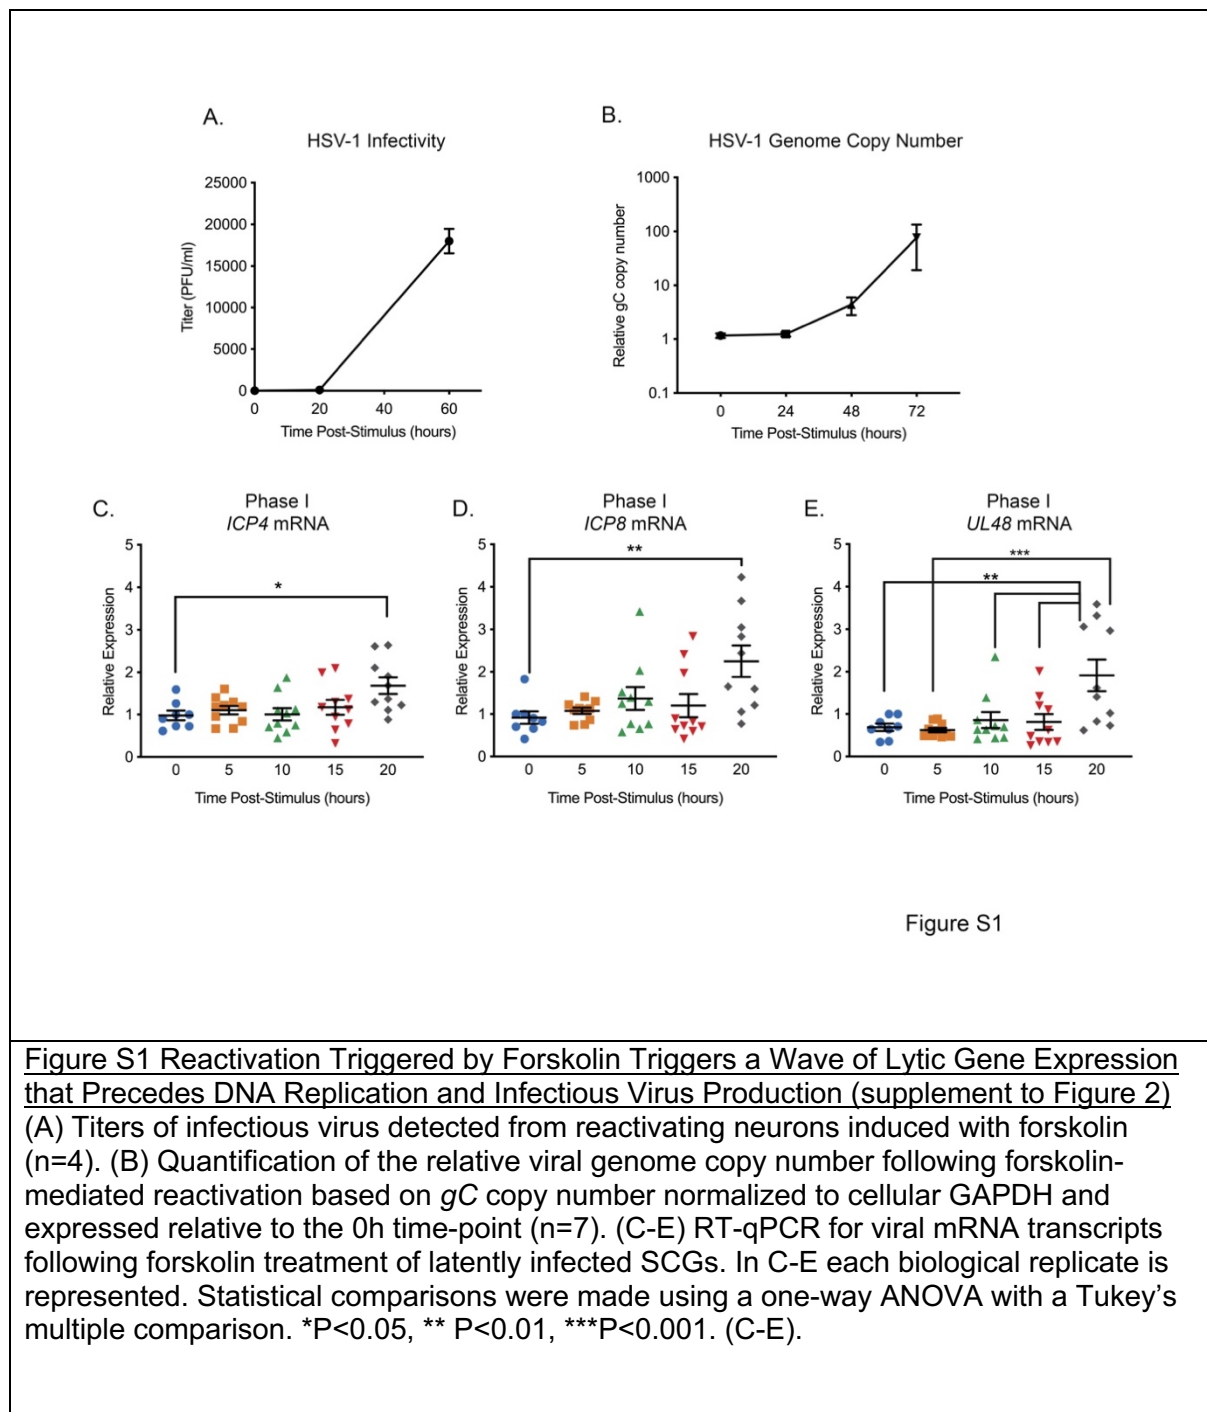 A.
HSV-1 Infectivity
25000
20000
15000
10000
5000
0
Titer (PFU/ml)
0 20 40 60
Time Post-Stimulus (hours)
B.
HSV-1 Genome Copy Number
1000
100
10
1
0.1
Relative gC copy number
0 24 48 72
Time Post-Stimulus (hours)
C.
Phase I
ICP4 mRNA
5
4
3
2
1
0
Relative Expression
*
0 5 10 15 20
Time Post-Stimulus (hours)
D.
Phase I
ICP8 mRNA
5
4
3
2
1
0
Relative Expression
**
0 5 10 15 20
Time Post-Stimulus (hours)
E.
Phase I
UL48 mRNA
5
4
3
2
1
0
Relative Expression
***
**
0 5 10 15 20
Time Post-Stimulus (hours)
Figure S1
Figure S1 Reactivation Triggered by Forskolin Triggers a Wave of Lytic Gene Expression
that Precedes DNA Replication and Infectious Virus Production (supplement to Figure 2)
(A) Titers of infectious virus detected from reactivating neurons induced with forskolin
(n=4). (B) Quantification of the relative viral genome copy number following forskolin-
mediated reactivation based on gC copy number normalized to cellular GAPDH and
expressed relative to the 0h time-point (n=7). (C-E) RT-qPCR for viral mRNA transcripts
following forskolin treatment of latently infected SCGs. In C-E each biological replicate is
represented. Statistical comparisons were made using a one-way ANOVA with a Tukey's
multiple comparison. *P<0.05, ** P<0.01, ***P<0.001. (C-E).